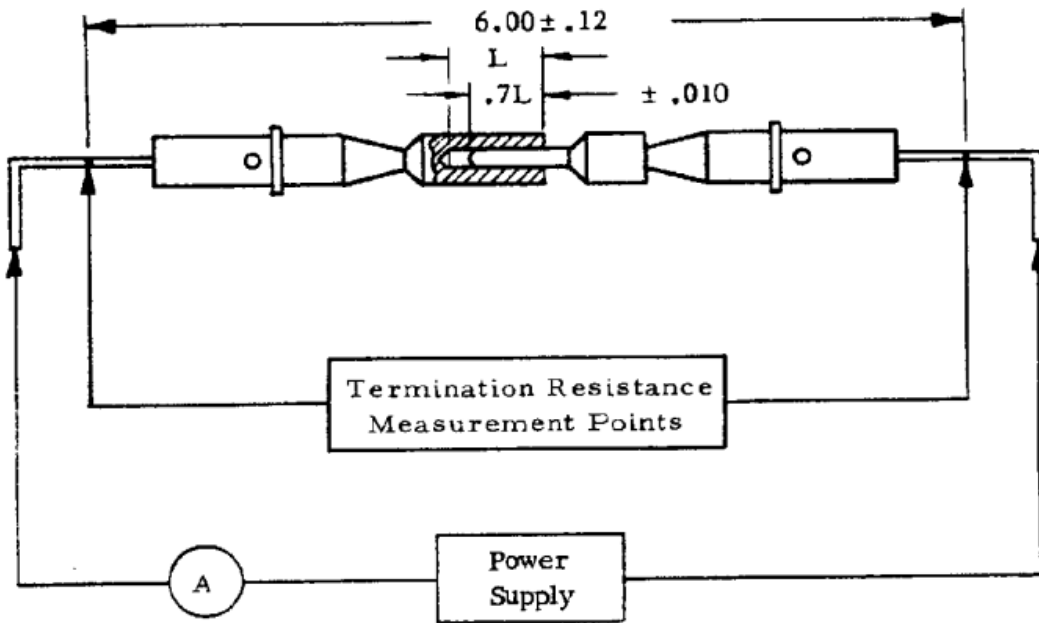 6.00 ± .12
L
.7L ± .010
Termination Resistance
Measurement Points
A
Power
Supply